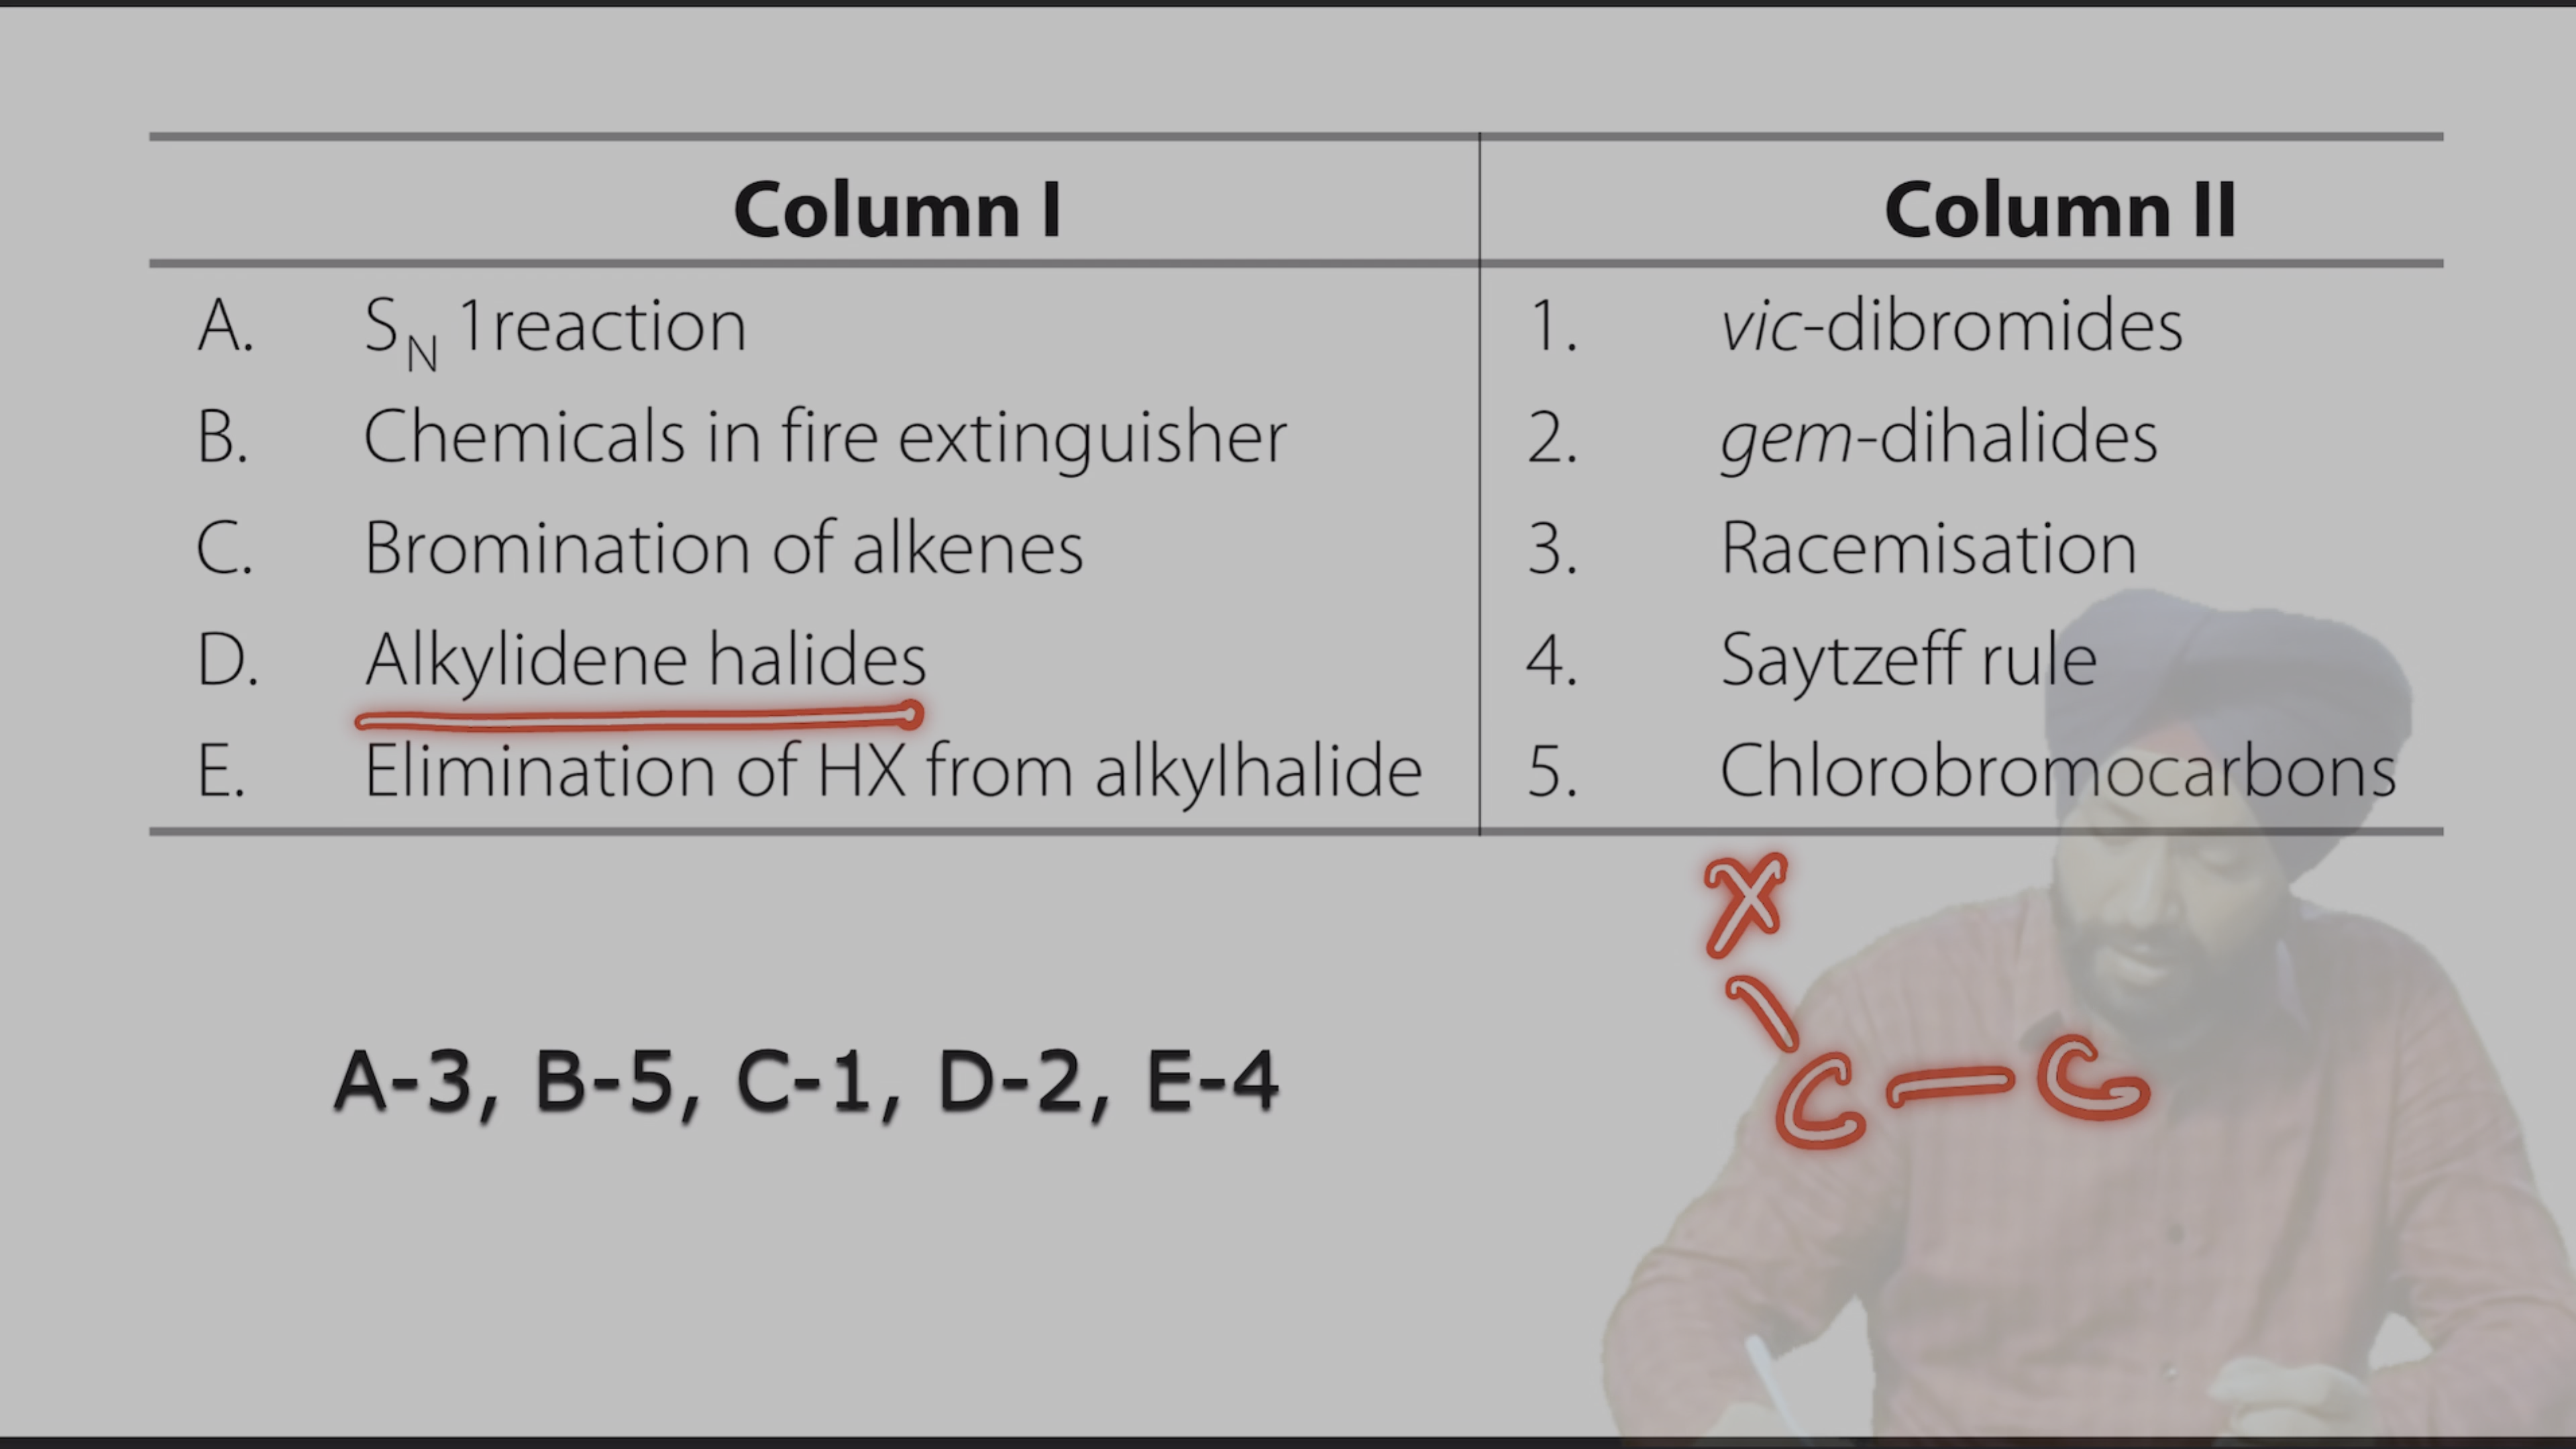 Column I Column II
A. SN 1reaction 1. vic-dibromides
B. Chemicals in fire extinguisher 2. gem-dihalides
C. Bromination of alkenes 3. Racemisation
D. Alkylidene halides 4. Saytzeff rule
E. Elimination of HX from alkylhalide 5. Chlorobromocarbons
X
C – C
A-3, B-5, C-1, D-2, E-4